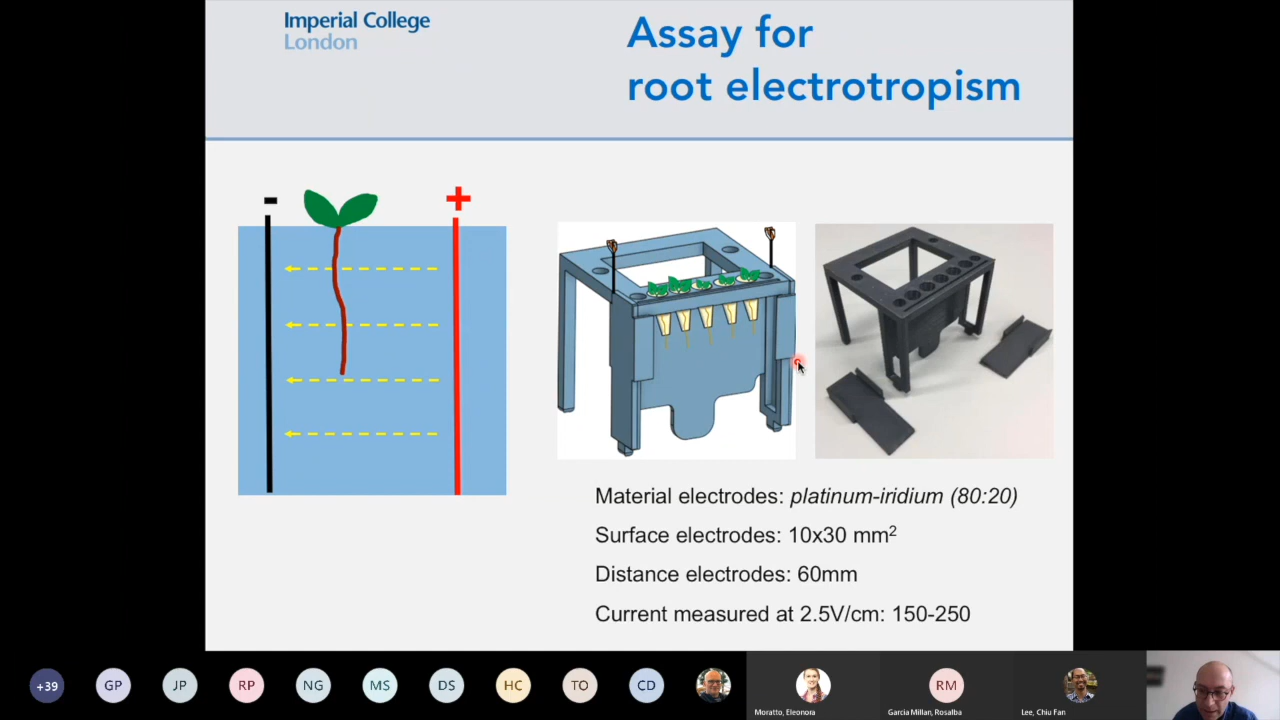 Imperial College
London
Assay for
root electrotropism
- +
Material electrodes: platinum-iridium (80:20)
Surface electrodes: 10x30 mm²
Distance electrodes: 60mm
Current measured at 2.5V/cm: 150-250
+39 GP JP RP NG MS DS HC TO CD RM
Moratto, Eleonora
Garcia Millan, Rosalba
Lee, Chiu Fan